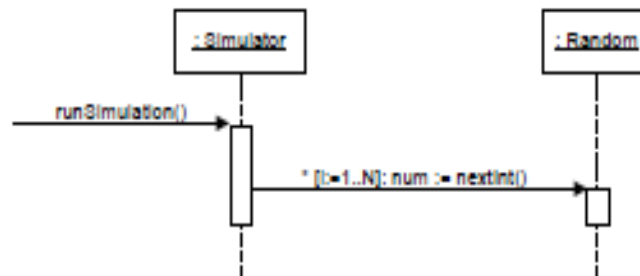 : Simulator
: Random
runSimulation()
* [i:=1..N]: num := nextInt()